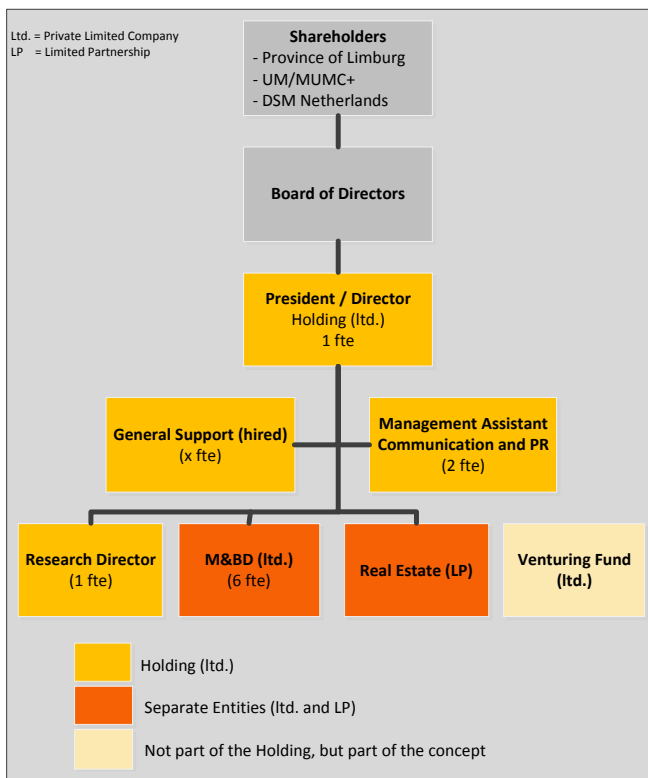 Ltd. = Private Limited Company
LP = Limited Partnership
Shareholders
- Province of Limburg
- UM/MUMC+
- DSM Netherlands
Board of Directors
President / Director
Holding (ltd.)
1 fte
General Support (hired)
(x fte)
Management Assistant
Communication and PR
(2 fte)
Research Director
(1 fte)
M&BD (ltd.)
(6 fte)
Real Estate (LP)
Venturing Fund
(ltd.)
Holding (ltd.)
Separate Entities (ltd. and LP)
Not part of the Holding, but part of the concept